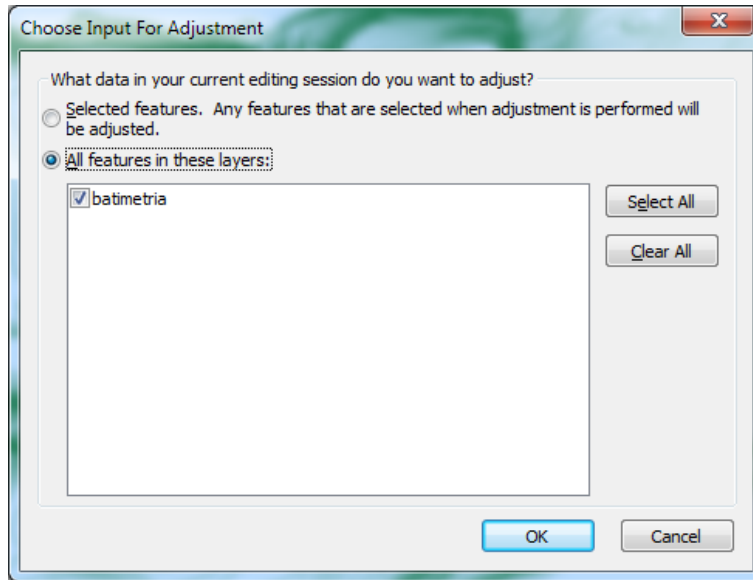 Choose Input For Adjustment
What data in your current editing session do you want to adjust?
Selected features.  Any features that are selected when adjustment is performed will
be adjusted.
All features in these layers:
batimetria
Select All
Clear All
OK
Cancel